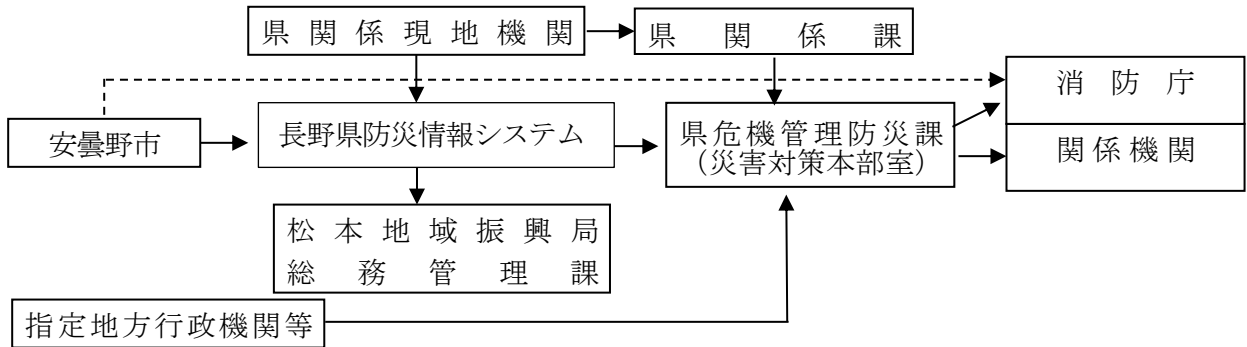 県関係現地機関
県関係課
消防庁
安曇野市
長野県防災情報システム
県危機管理防災課
（災害対策本部室）
関係機関
松本地域振興局
総務管理課
指定地方行政機関等